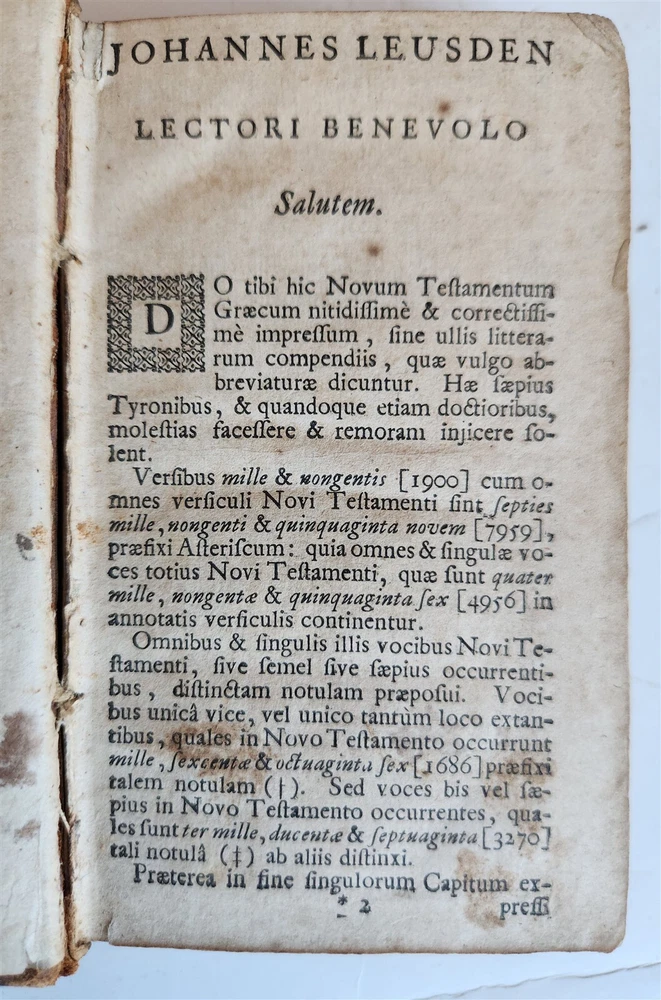 JOHANNES LEUSDEN
LECTORI BENEVOLO
Salutem.
DO tibi hic Novum Teſtamentum
Græcum nitidiſſimè & correctiſſi-
mè impreſſum, ſine ullis littera-
rum compendiis, quæ vulgo ab-
breviaturæ dicuntur. Hæ ſæpius
Tyronibus, & quandoque etiam doctioribus,
moleſtias faceſſere & remoram injicere ſo-
lent.
Verſibus mille & nongentis [1900] cum o-
mnes verſiculi Novi Teſtamenti ſint ſepties
mille, nongenti & quinquaginta novem [7959],
præfixi Aſteriſcum: quia omnes & ſingulæ vo-
ces totius Novi Teſtamenti, quæ ſunt quater
mille, nongentæ & quinquaginta ſex [4956] in
annotatis verſiculis continentur.
Omnibus & ſingulis illis vocibus Novi Te-
ſtamenti, ſive ſemel ſive ſæpius occurrenti-
bus, diſtinctam notulam præpoſui. Voci-
bus unicâ vice, vel unico tantùm loco extan-
tibus, quales in Novo Teſtamento occurrunt
mille, ſexcentæ & octuaginta ſex [1686] præfixi
talem notulam (†). Sed voces bis vel ſæ-
pius in Novo Teſtamento occurrentes, qua-
les ſunt ter mille, ducentæ & ſeptuaginta [3270]
tali notulâ (‡) ab aliis diſtinxi.
Præterea in fine ſingulorum Capitum ex-
* 2 preſſi